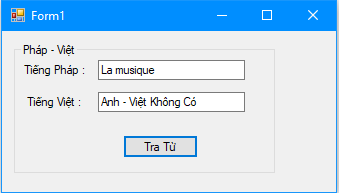 Form1
Pháp - Việt
Tiếng Pháp : La musique
Tiếng Việt : Anh - Việt Không Có
Tra Từ